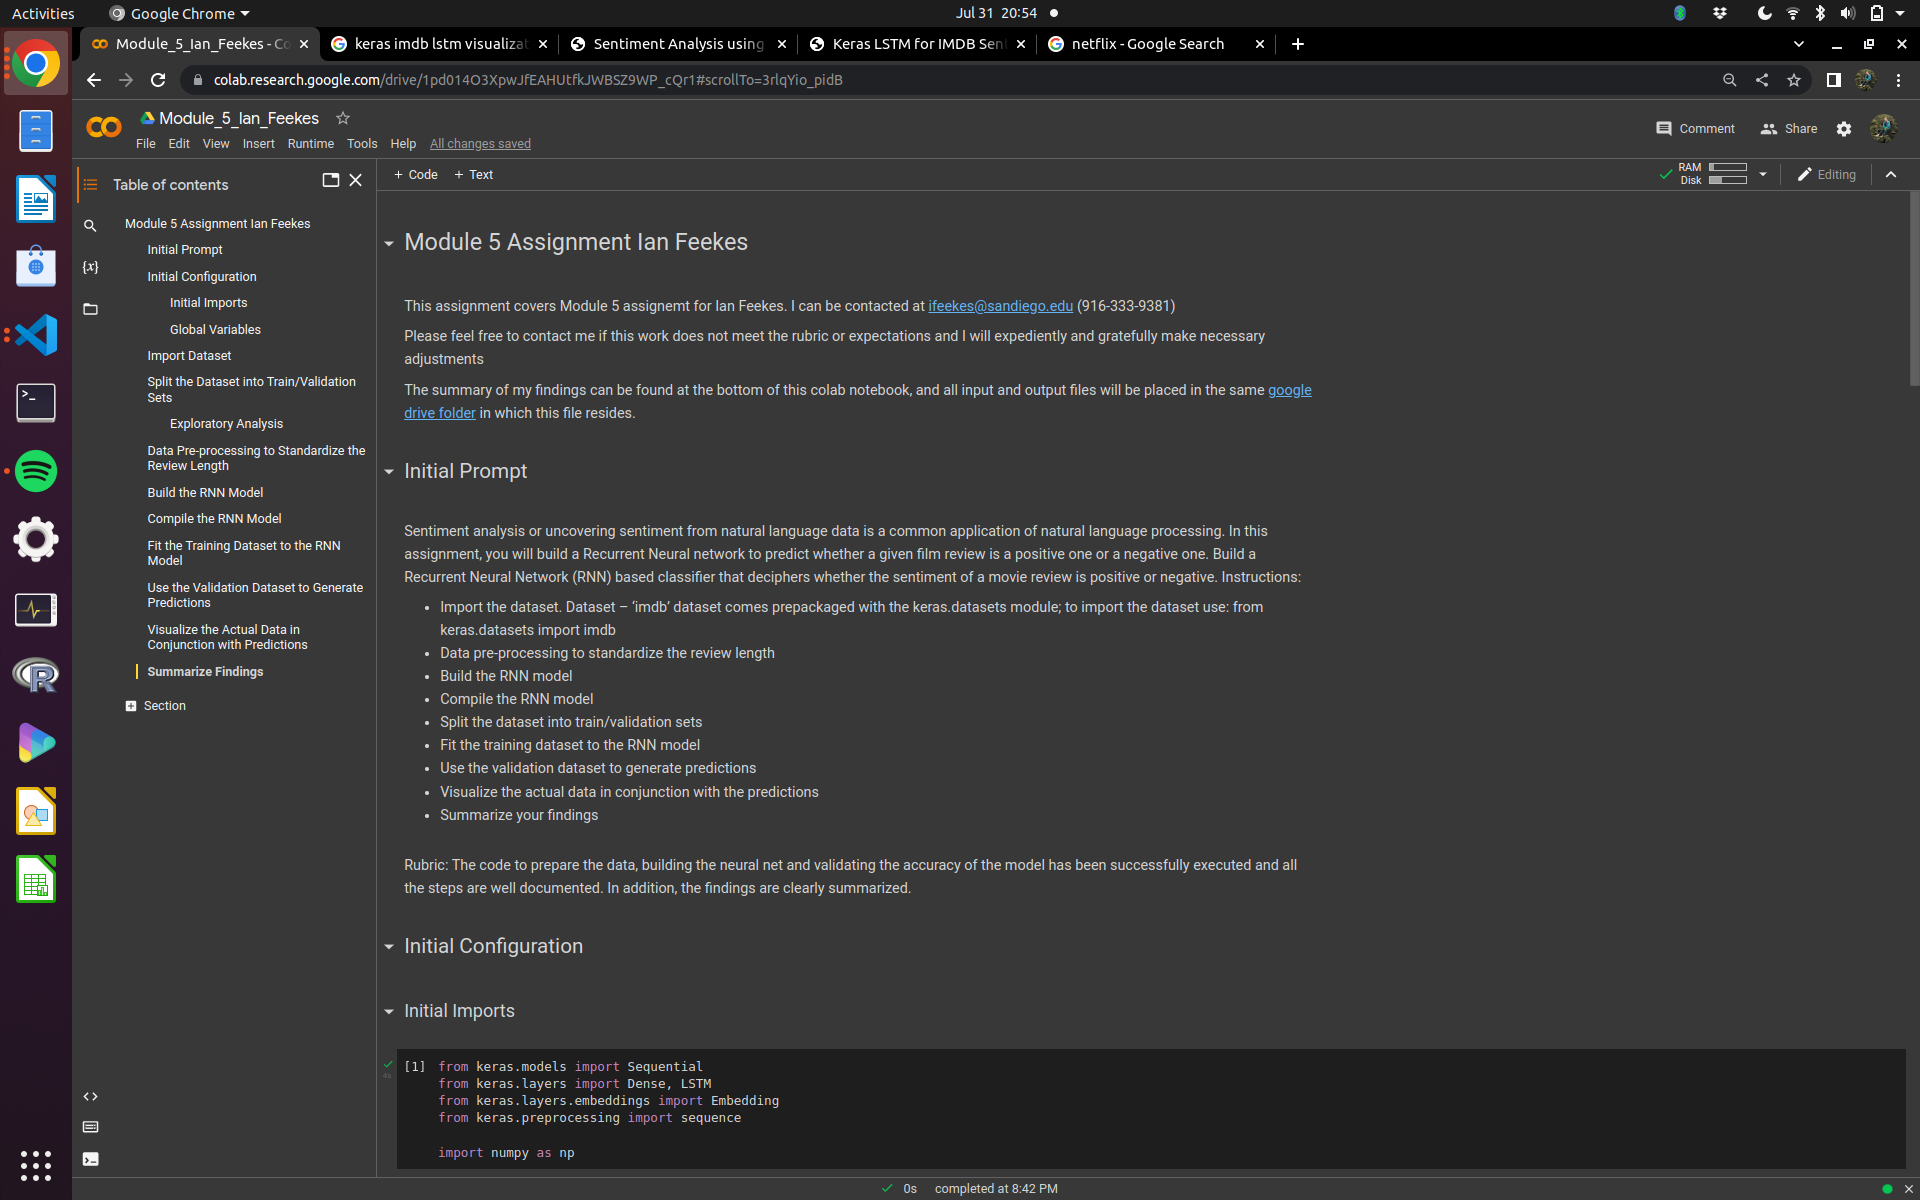 Activities
Google Chrome
Jul 31 20:54
Module_5_Ian_Feekes - Co
keras imdb lstm visualizat
Sentiment Analysis using
Keras LSTM for IMDB Sen
netflix - Google Search
colab.research.google.com/drive/1pd014O3XpwJfEAHUtfkJWBSZ9WP_cQr1#scrollTo=3rlqYio_pidB
Module_5_Ian_Feekes
File Edit View Insert Runtime Tools Help All changes saved
Comment Share
Table of contents
+ Code + Text
RAM
Disk
Editing
Module 5 Assignment Ian Feekes
Initial Prompt
Initial Configuration
Initial Imports
Global Variables
Import Dataset
Split the Dataset into Train/Validation
Sets
Exploratory Analysis
Data Pre-processing to Standardize the
Review Length
Build the RNN Model
Compile the RNN Model
Fit the Training Dataset to the RNN
Model
Use the Validation Dataset to Generate
Predictions
Visualize the Actual Data in
Conjunction with Predictions
Summarize Findings
Section
Module 5 Assignment Ian Feekes
This assignment covers Module 5 assignemt for Ian Feekes. I can be contacted at ifeekes@sandiego.edu (916-333-9381)
Please feel free to contact me if this work does not meet the rubric or expectations and I will expediently and gratefully make necessary
adjustments
The summary of my findings can be found at the bottom of this colab notebook, and all input and output files will be placed in the same google
drive folder in which this file resides.
Initial Prompt
Sentiment analysis or uncovering sentiment from natural language data is a common application of natural language processing. In this
assignment, you will build a Recurrent Neural network to predict whether a given film review is a positive one or a negative one. Build a
Recurrent Neural Network (RNN) based classifier that deciphers whether the sentiment of a movie review is positive or negative. Instructions:
• Import the dataset. Dataset – ‘imdb’ dataset comes prepackaged with the keras.datasets module; to import the dataset use: from
keras.datasets import imdb
• Data pre-processing to standardize the review length
• Build the RNN model
• Compile the RNN model
• Split the dataset into train/validation sets
• Fit the training dataset to the RNN model
• Use the validation dataset to generate predictions
• Visualize the actual data in conjunction with the predictions
• Summarize your findings
Rubric: The code to prepare the data, building the neural net and validating the accuracy of the model has been successfully executed and all
the steps are well documented. In addition, the findings are clearly summarized.
Initial Configuration
Initial Imports
[1] from keras.models import Sequential
from keras.layers import Dense, LSTM
from keras.layers.embeddings import Embedding
from keras.preprocessing import sequence
import numpy as np
0s completed at 8:42 PM